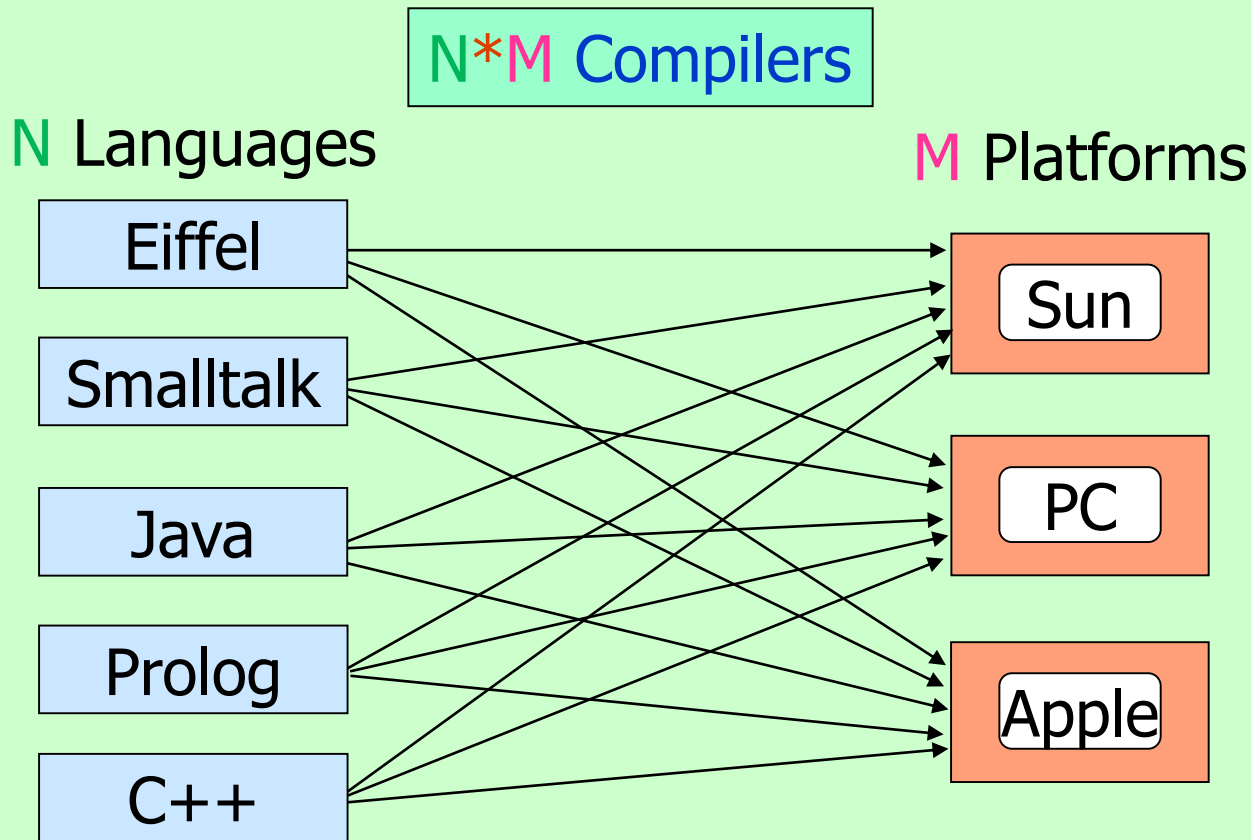 N*M Compilers
N Languages
M Platforms
Eiffel
Smalltalk
Java
Prolog
C++
Sun
PC
Apple